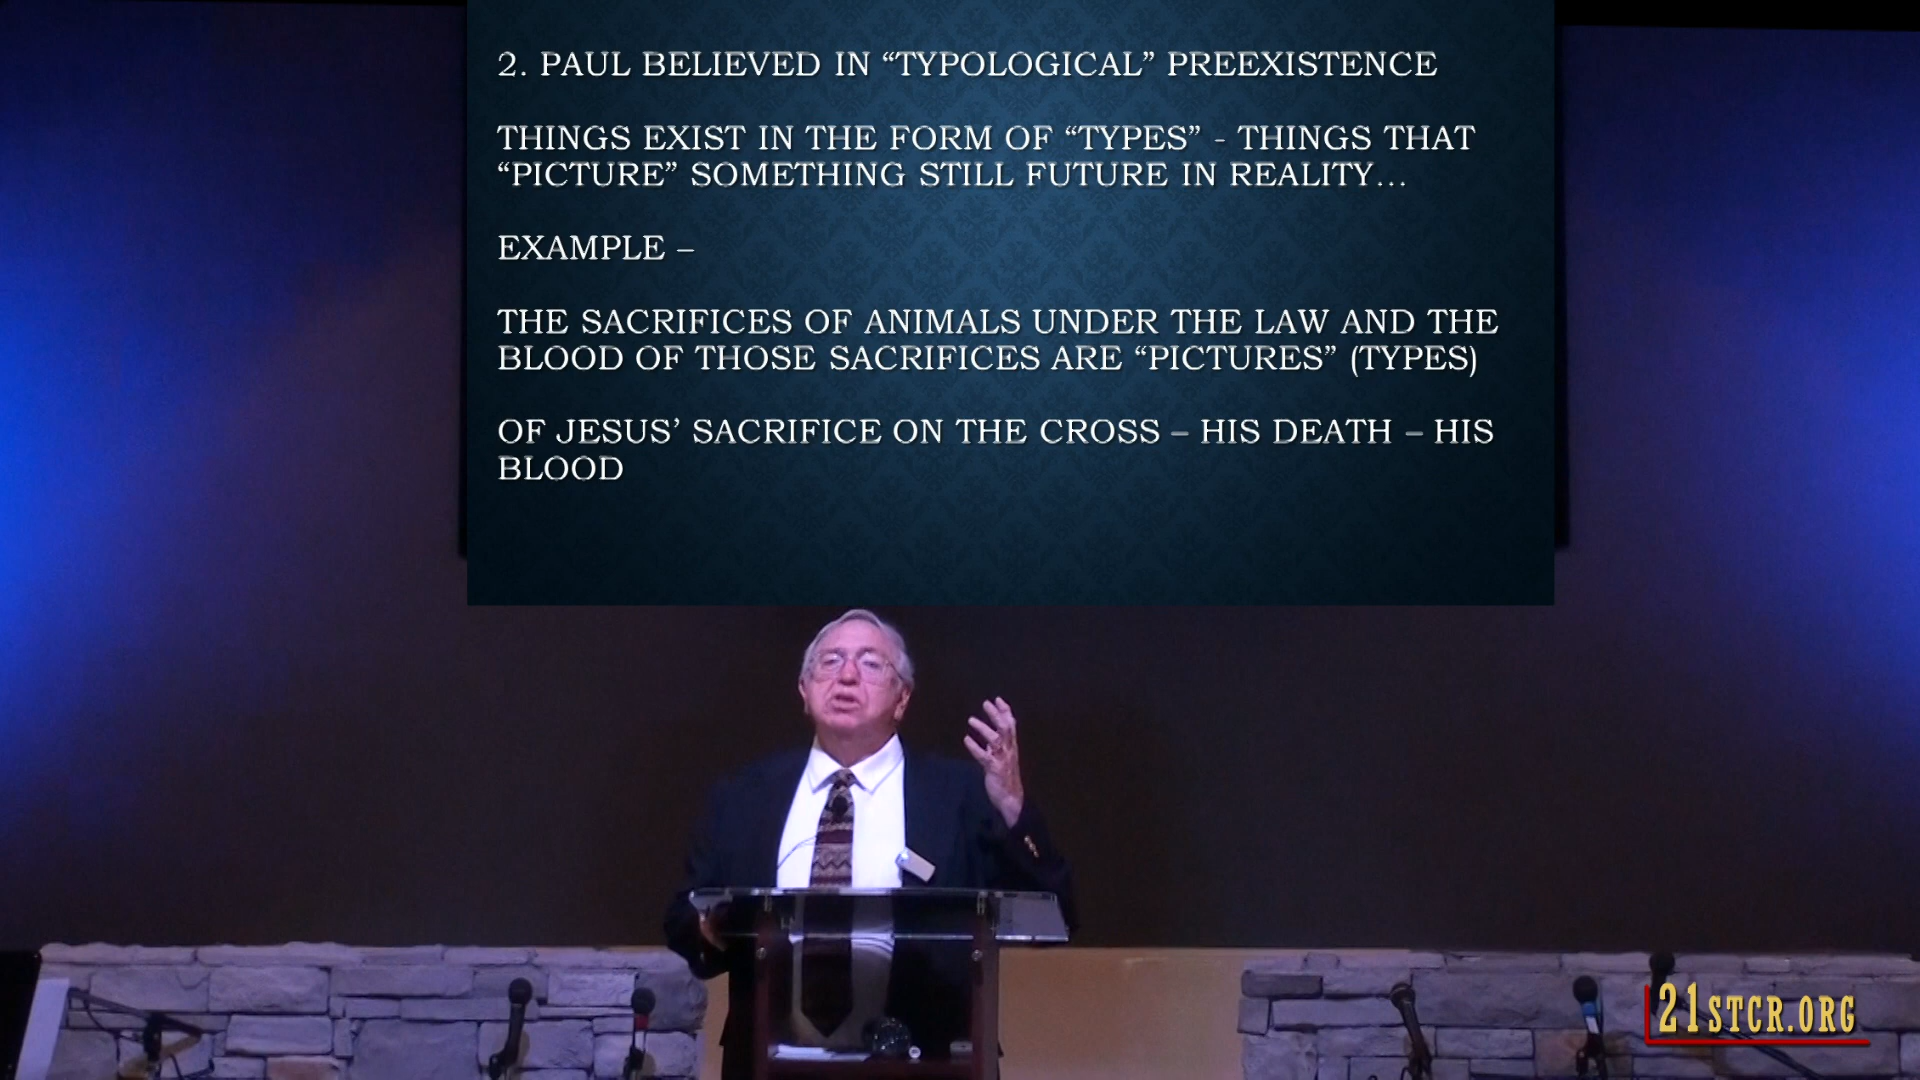 2. PAUL BELIEVED IN “TYPOLOGICAL” PREEXISTENCE
THINGS EXIST IN THE FORM OF “TYPES” - THINGS THAT
“PICTURE” SOMETHING STILL FUTURE IN REALITY…
EXAMPLE –
THE SACRIFICES OF ANIMALS UNDER THE LAW AND THE
BLOOD OF THOSE SACRIFICES ARE “PICTURES” (TYPES)
OF JESUS’ SACRIFICE ON THE CROSS – HIS DEATH – HIS
BLOOD
21STCR.ORG